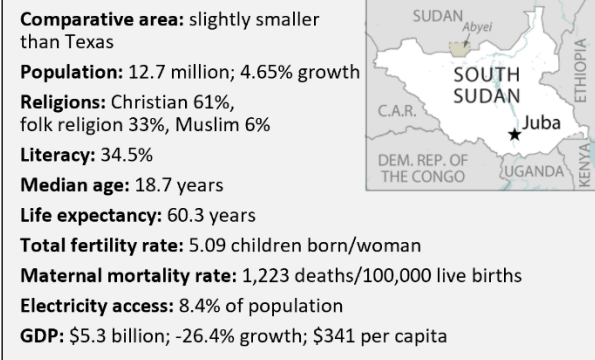 Comparative area: slightly smaller
than Texas
Population: 12.7 million; 4.65% growth
Religions: Christian 61%,
folk religion 33%, Muslim 6%
Literacy: 34.5%
Median age: 18.7 years
Life expectancy: 60.3 years
Total fertility rate: 5.09 children born/woman
Maternal mortality rate: 1,223 deaths/100,000 live births
Electricity access: 8.4% of population
GDP: $5.3 billion; -26.4% growth; $341 per capita
SUDAN
Abyei
SOUTH
SUDAN
ETHIOPIA
C.A.R.
Juba
DEM. REP. OF
THE CONGO
UGANDA
KENYA